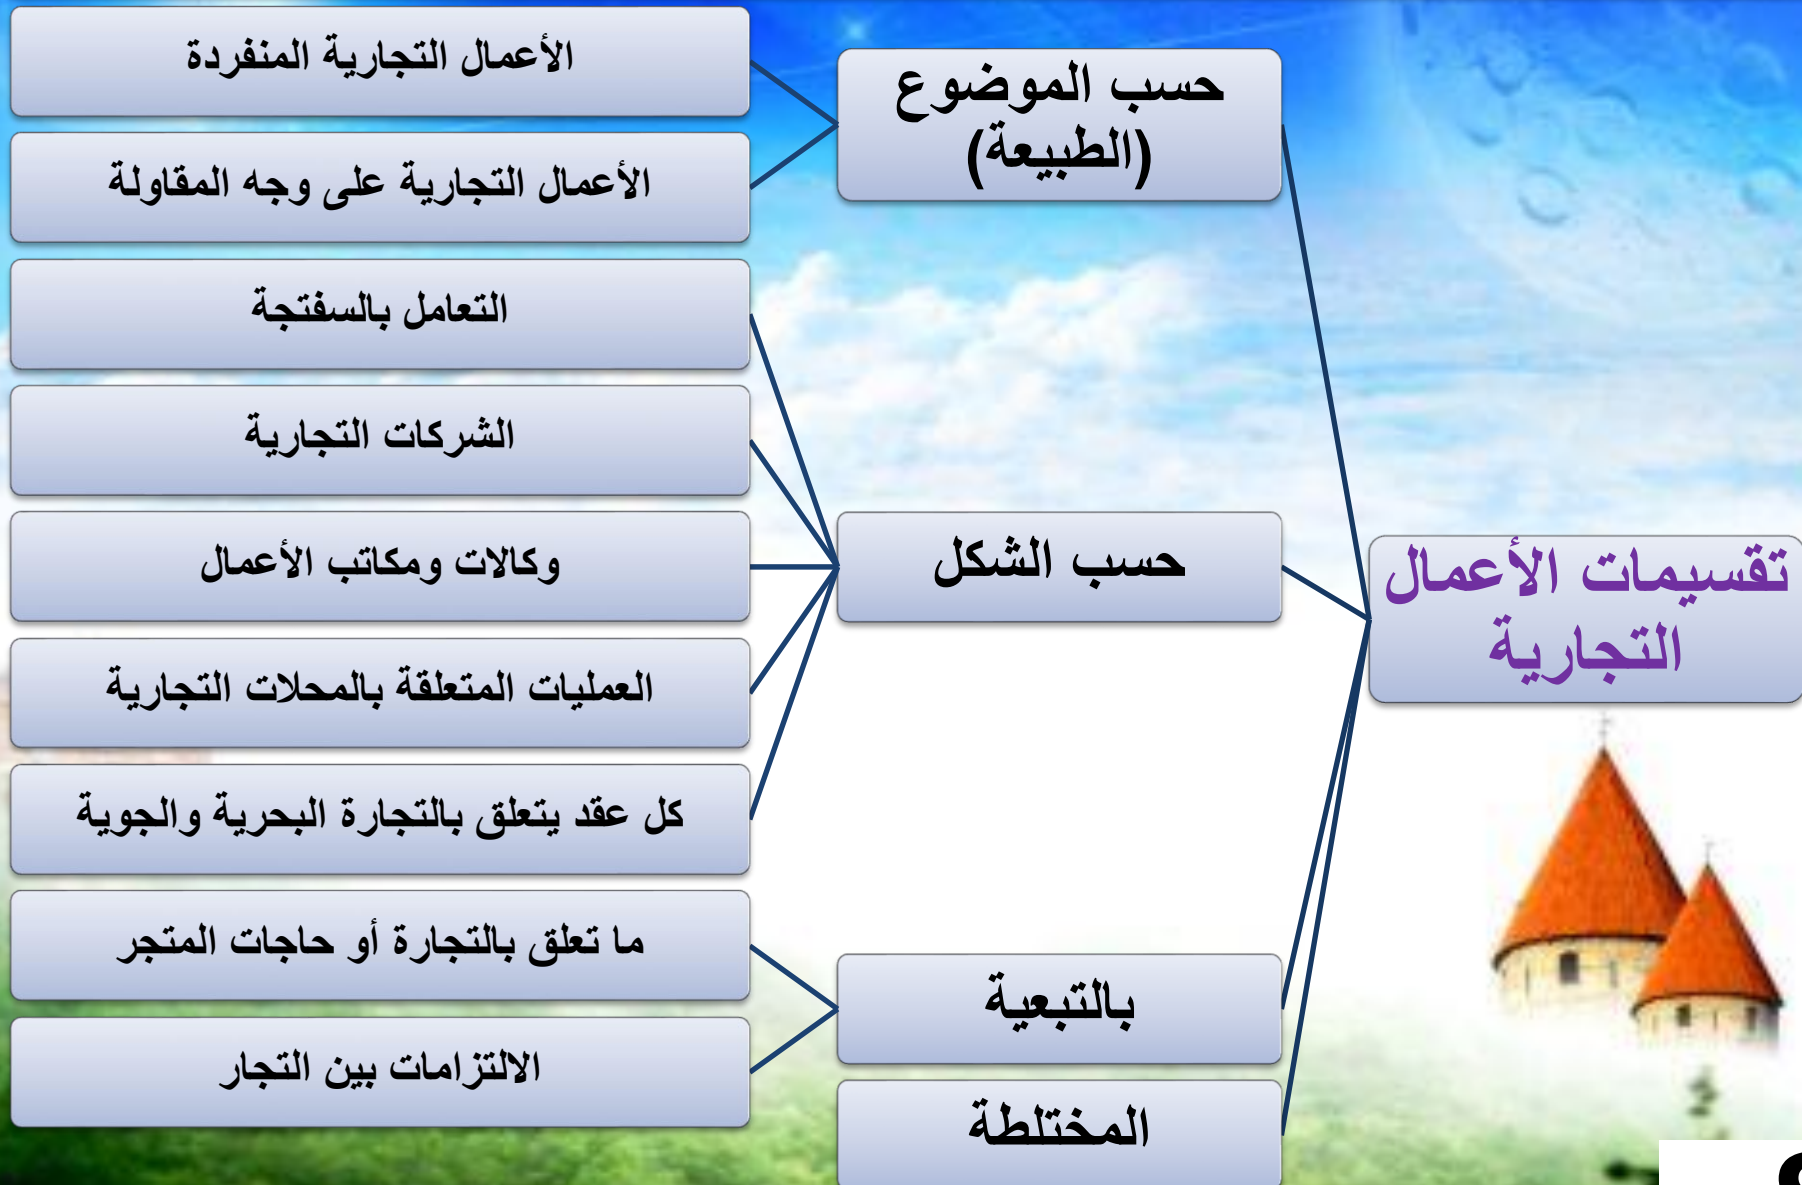 تقسيمات الأعمال
التجارية
حسب الموضوع
(الطبيعة)
الأعمال التجارية المنفردة
الأعمال التجارية على وجه المقاولة
حسب الشكل
التعامل بالسفتجة
الشركات التجارية
وكالات ومكاتب الأعمال
العمليات المتعلقة بالمحلات التجارية
كل عقد يتعلق بالتجارة البحرية والجوية
بالتبعية
ما تعلق بالتجارة أو حاجات المتجر
الالتزامات بين التجار
المختلطة